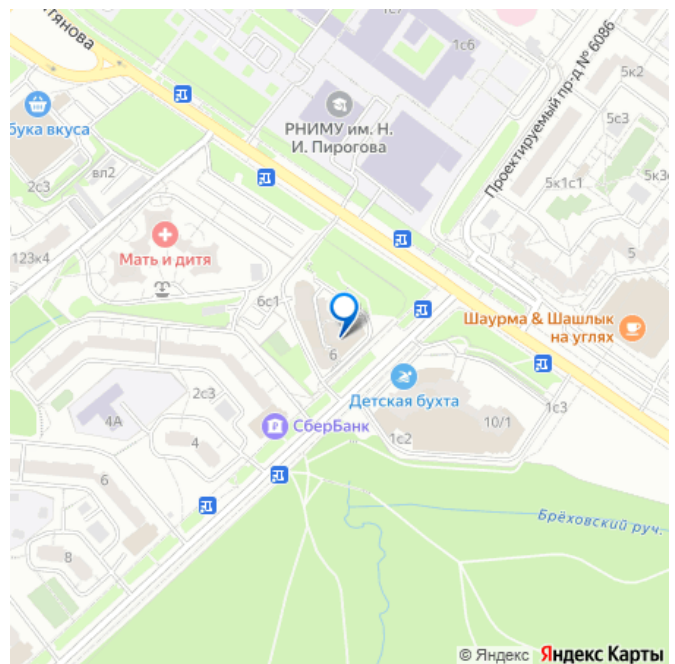 тянова
1с6
Проектируемый пр-д № 6086
5к2
бука вкуса
РНИМУ им. Н.
И. Пирогова
5с3
вл2
2с3
5к1с1
5к3с
Мать и дитя
123к4
5
6с1
Шаурма & Шашлык
на углях
6
2с3
Детская бухта
1с3
4А
СберБанк
10/1
4
1с2
6
Брёховский руч.
8
© Яндекс Яндекс Карты